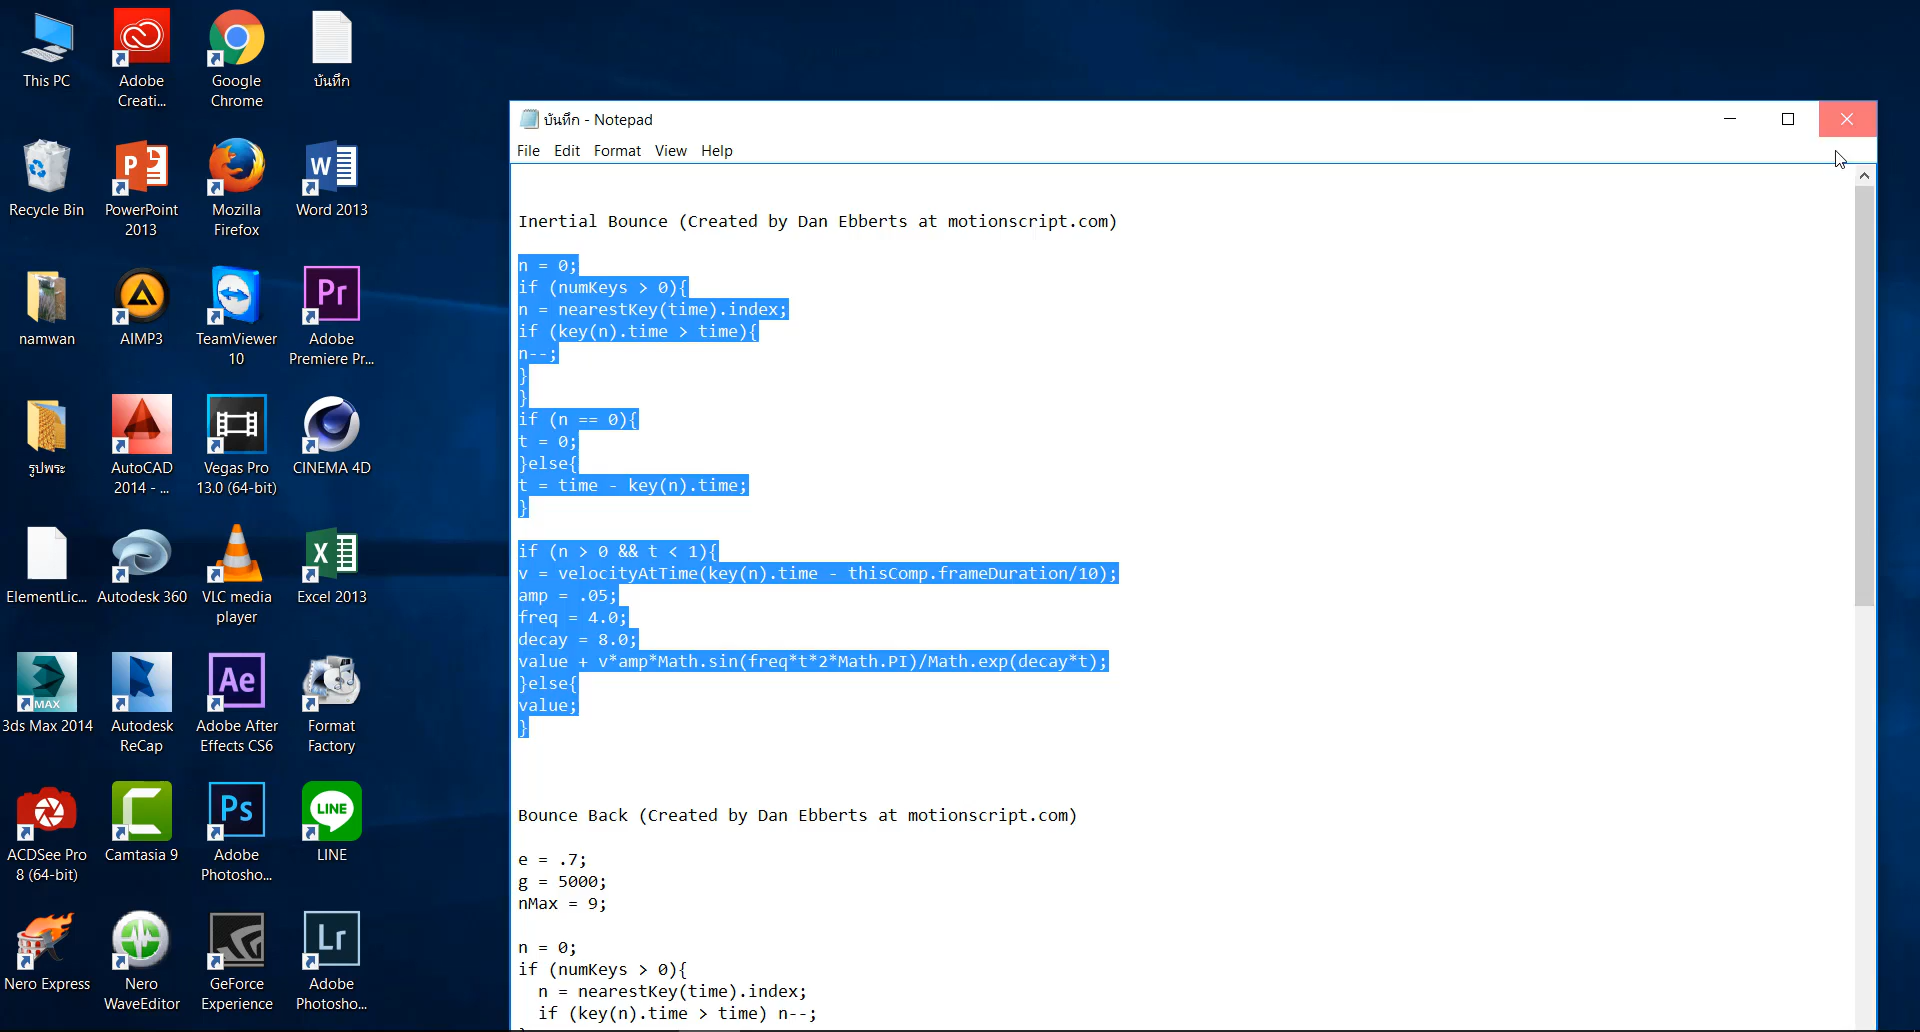 This PC
Adobe
Creati...
Google
Chrome
บันทึก
Recycle Bin
PowerPoint
2013
Mozilla
Firefox
Word 2013
namwan
AIMP3
TeamViewer
10
Adobe
Premiere Pr...
รูปพระ
AutoCAD
2014 - ...
Vegas Pro
13.0 (64-bit)
CINEMA 4D
ElementLic...
Autodesk 360
VLC media
player
Excel 2013
3ds Max 2014
Autodesk
ReCap
Adobe After
Effects CS6
Format
Factory
ACDSee Pro
8 (64-bit)
Camtasia 9
Adobe
Photosho...
LINE
Nero Express
Nero
WaveEditor
GeForce
Experience
Adobe
Photosho...
P
W
Pr
X
MAX
Ae
Ps
LINE
Lr
บันทึก - Notepad
File Edit Format View Help
Inertial Bounce (Created by Dan Ebberts at motionscript.com)
n = 0;
if (numKeys > 0){
n = nearestKey(time).index;
if (key(n).time > time){
n--;
}
}
if (n == 0){
t = 0;
}else{
t = time - key(n).time;
}
if (n > 0 && t < 1){
v = velocityAtTime(key(n).time - thisComp.frameDuration/10);
amp = .05;
freq = 4.0;
decay = 8.0;
value + v*amp*Math.sin(freq*t*2*Math.PI)/Math.exp(decay*t);
}else{
value;
}
Bounce Back (Created by Dan Ebberts at motionscript.com)
e = .7;
g = 5000;
nMax = 9;
n = 0;
if (numKeys > 0){
n = nearestKey(time).index;
if (key(n).time > time) n--;